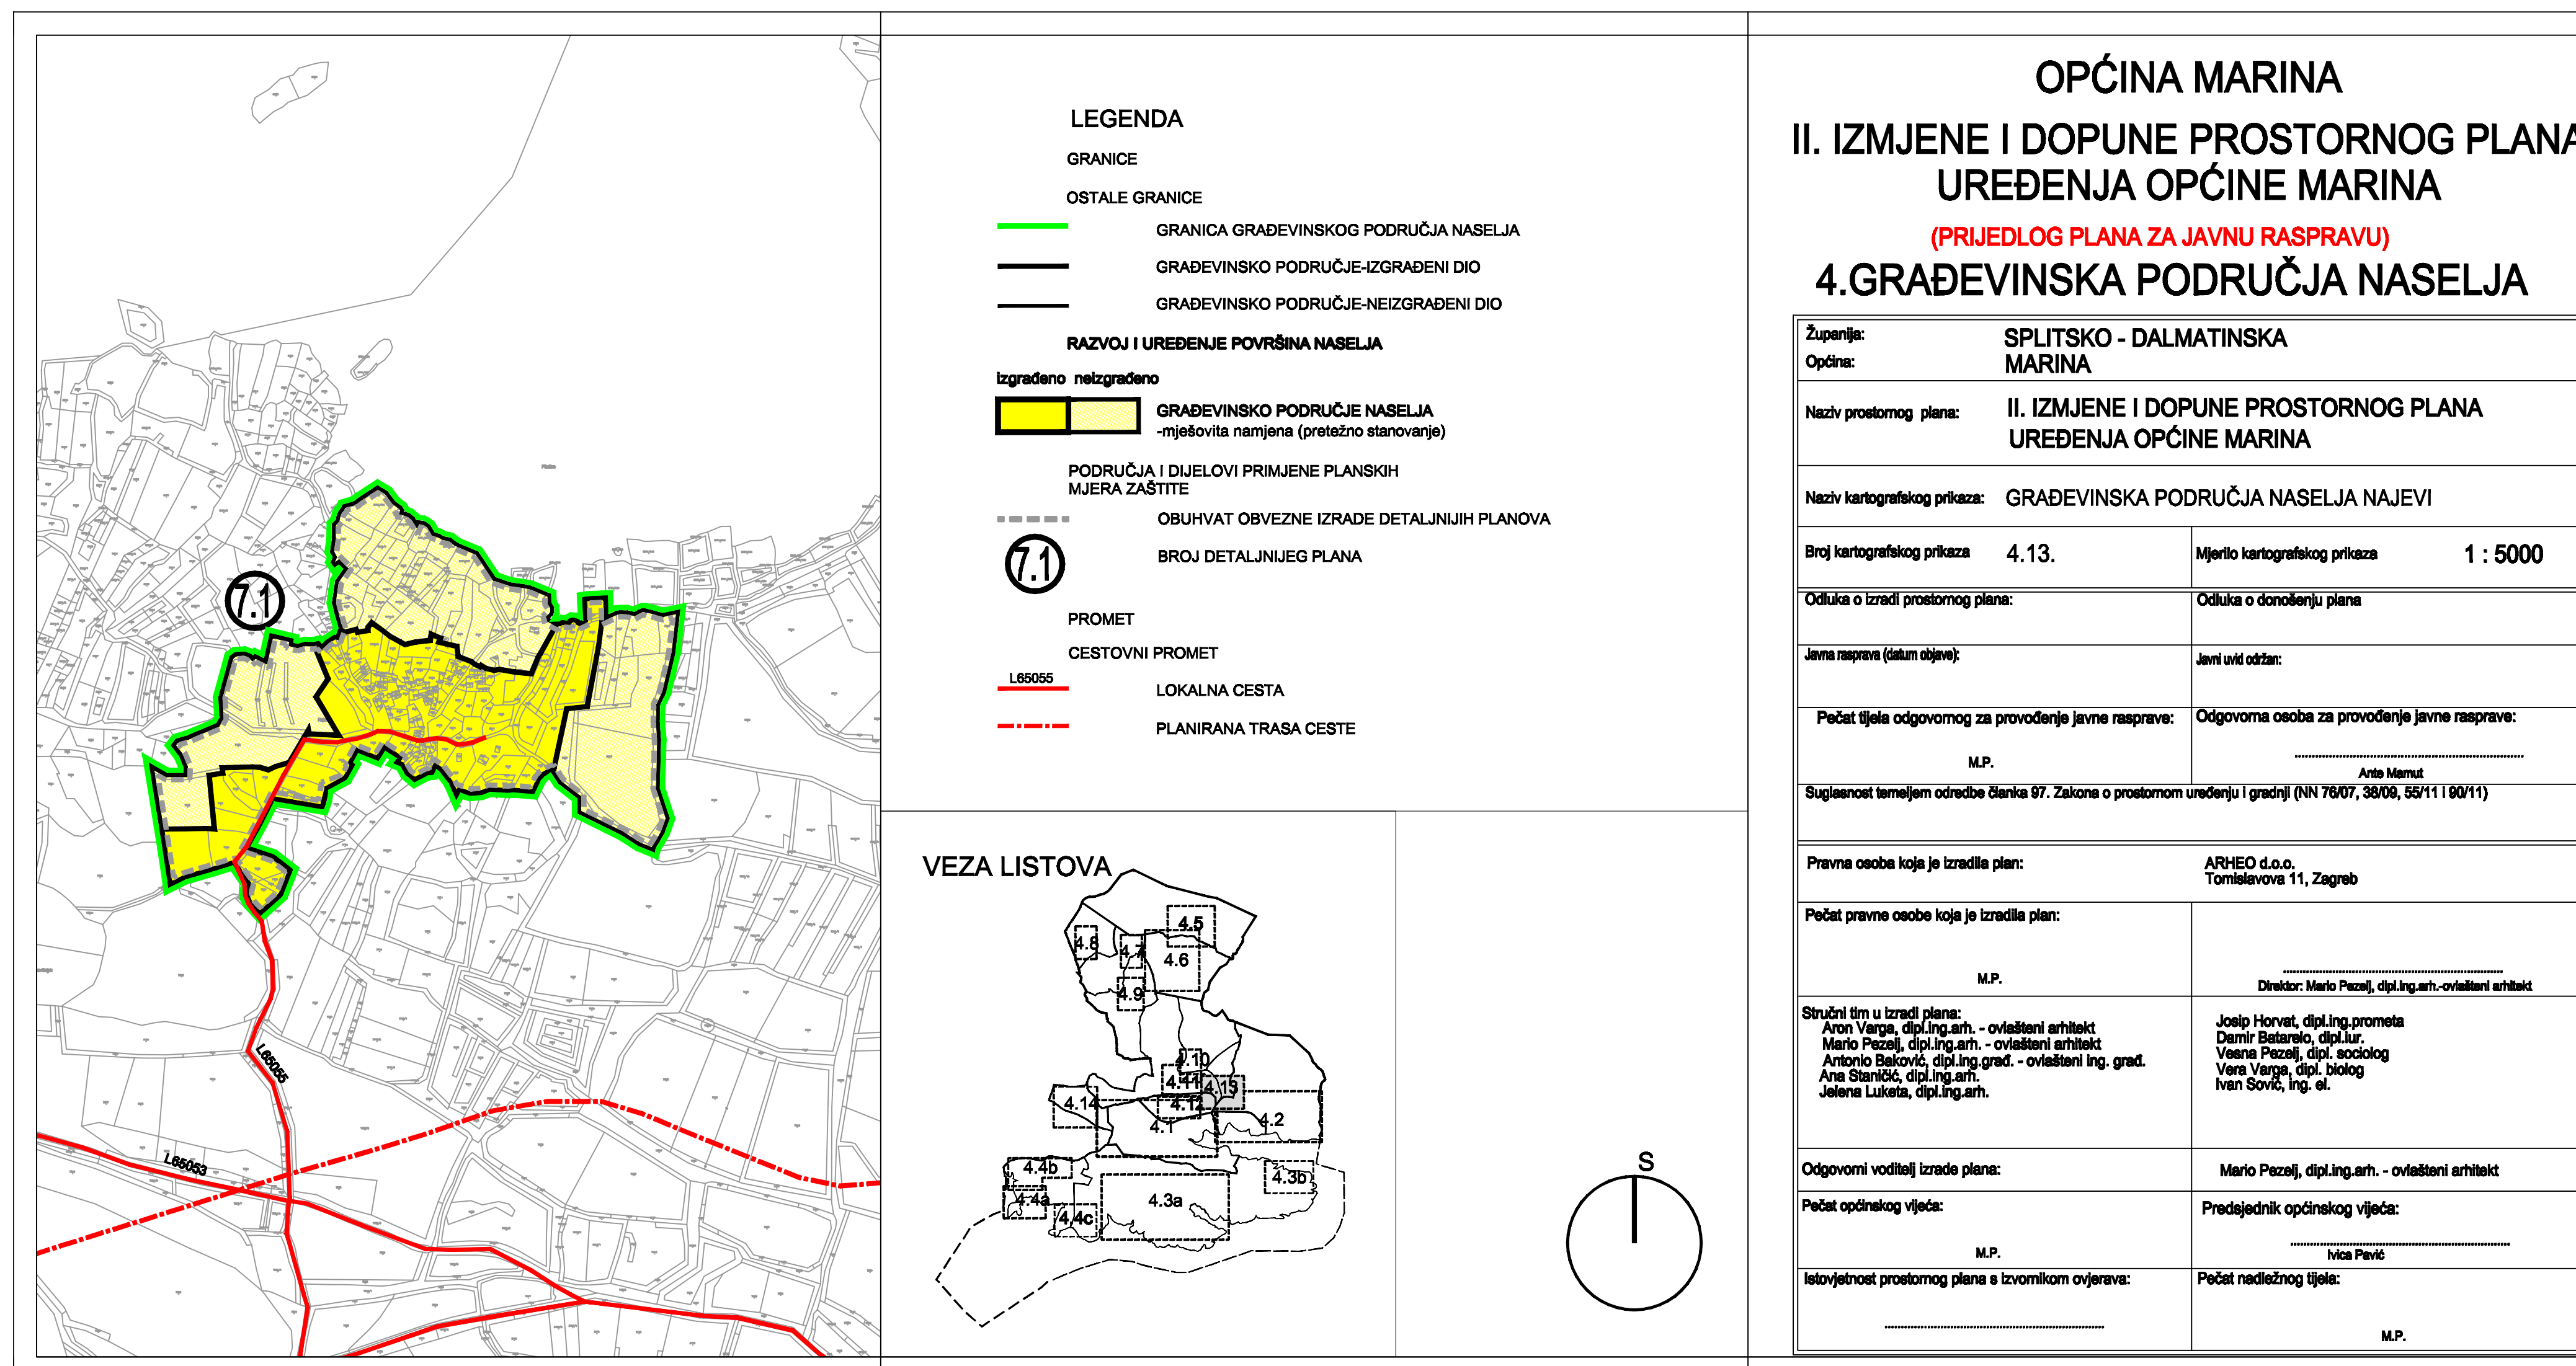 7.1
L65055
L65053
LEGENDA
GRANICE
OSTALE GRANICE
GRANICA GRAĐEVINSKOG PODRUČJA NASELJA
GRAĐEVINSKO PODRUČJE-IZGRAĐENI DIO
GRAĐEVINSKO PODRUČJE-NEIZGRAĐENI DIO
RAZVOJ I UREĐENJE POVRŠINA NASELJA
izgrađeno neizgrađeno
GRAĐEVINSKO PODRUČJE NASELJA
-mješovita namjena (pretežno stanovanje)
PODRUČJA I DIJELOVI PRIMJENE PLANSKIH
MJERA ZAŠTITE
OBUHVAT OBVEZNE IZRADE DETALJNIJIH PLANOVA
7.1
BROJ DETALJNIJEG PLANA
PROMET
CESTOVNI PROMET
L65055
LOKALNA CESTA
PLANIRANA TRASA CESTE
VEZA LISTOVA
4.5
4.8
4.7
4.6
4.9
4.10
4.11
4.13
4.14
4.12
4.1
4.2
4.4b
4.3b
4.4a
4.3a
4.4c
S
OPĆINA MARINA
II. IZMJENE I DOPUNE PROSTORNOG PLANA
UREĐENJA OPĆINE MARINA
(PRIJEDLOG PLANA ZA JAVNU RASPRAVU)
4.GRAĐEVINSKA PODRUČJA NASELJA
Županija: SPLITSKO - DALMATINSKA
Općina: MARINA
Naziv prostornog plana: II. IZMJENE I DOPUNE PROSTORNOG PLANA
UREĐENJA OPĆINE MARINA
Naziv kartografskog prikaza: GRAĐEVINSKA PODRUČJA NASELJA NAJEVI
Broj kartografskog prikaza 4.13. Mjerilo kartografskog prikaza 1 : 5000
Odluka o izradi prostornog plana: Odluka o donošenju plana
Javna rasprava (datum objave): Javni uvid održan:
Pečat tijela odgovornog za provođenje javne rasprave: Odgovorna osoba za provođenje javne rasprave:
M.P.
Ante Mamut
Suglasnost temeljem odredbe članka 97. Zakona o prostornom uređenju i gradnji (NN 76/07, 38/09, 55/11 i 90/11)
Pravna osoba koja je izradila plan: ARHEO d.o.o.
Tomislavova 11, Zagreb
Pečat pravne osobe koja je izradila plan:
M.P.
Direktor: Mario Pezelj, dipl.ing.arh.-ovlašteni arhitekt
Stručni tim u izradi plana:
Aron Varga, dipl.ing.arh. - ovlašteni arhitekt
Mario Pezelj, dipl.ing.arh. - ovlašteni arhitekt
Antonio Baković, dipl.ing.građ. - ovlašteni ing. građ.
Ana Staničić, dipl.ing.arh.
Jelena Luketa, dipl.ing.arh.
Josip Horvat, dipl.ing.prometa
Damir Batarelo, dipl.iur.
Vesna Pezelj, dipl. sociolog
Vera Varga, dipl. biolog
Ivan Sović, ing. el.
Odgovorni voditelj izrade plana: Mario Pezelj, dipl.ing.arh. - ovlašteni arhitekt
Pečat općinskog vijeća: Predsjednik općinskog vijeća:
M.P.
Ivica Pavić
Istovjetnost prostornog plana s izvornikom ovjerava: Pečat nadležnog tijela:
M.P.